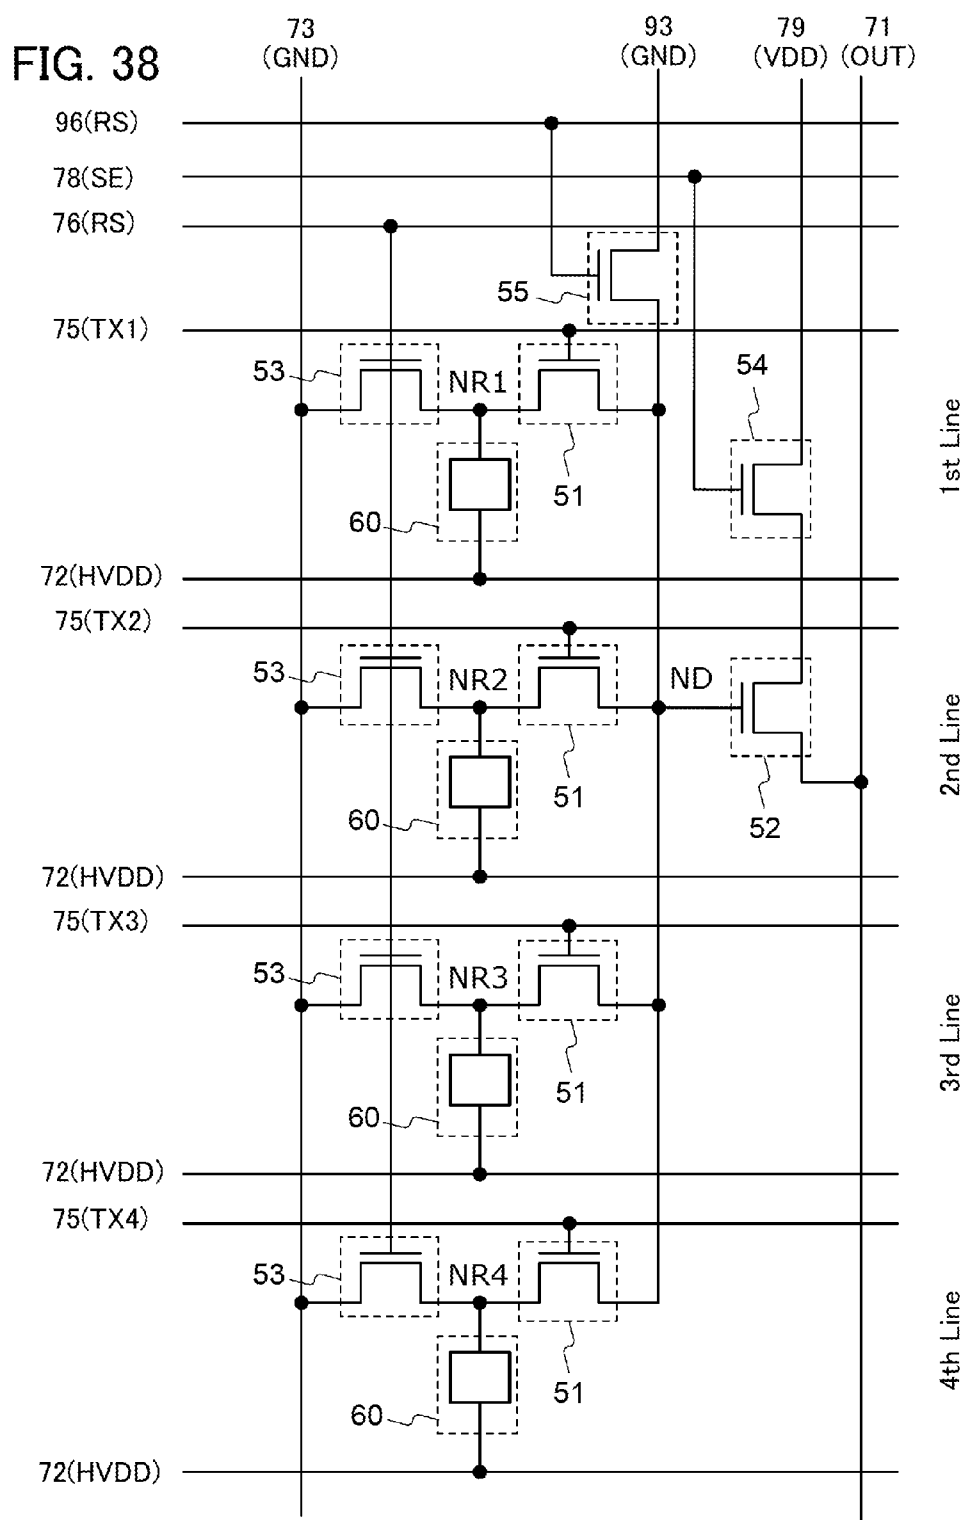 FIG. 38
73 93 79 71
(GND) (GND) (VDD) (OUT)
96(RS)
78(SE)
76(RS)
55
75(TX1)
53 NR1 54
51
60
1st Line
72(HVDD)
75(TX2)
53 NR2 ND
51
60 52
2nd Line
72(HVDD)
75(TX3)
53 NR3
51
60
3rd Line
72(HVDD)
75(TX4)
53 NR4
51
60
4th Line
72(HVDD)